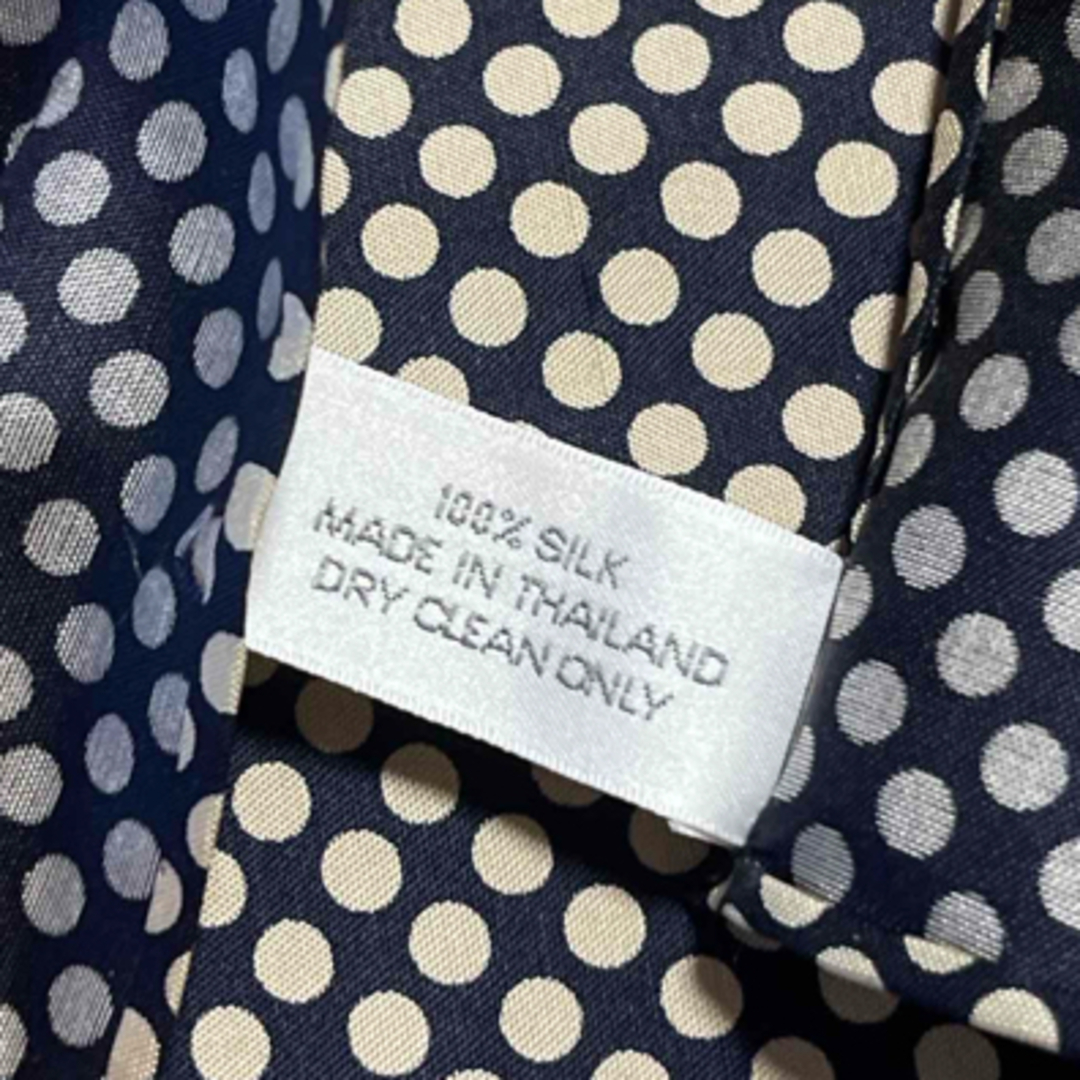 100% SILK
MADE IN THAILAND
DRY CLEAN ONLY